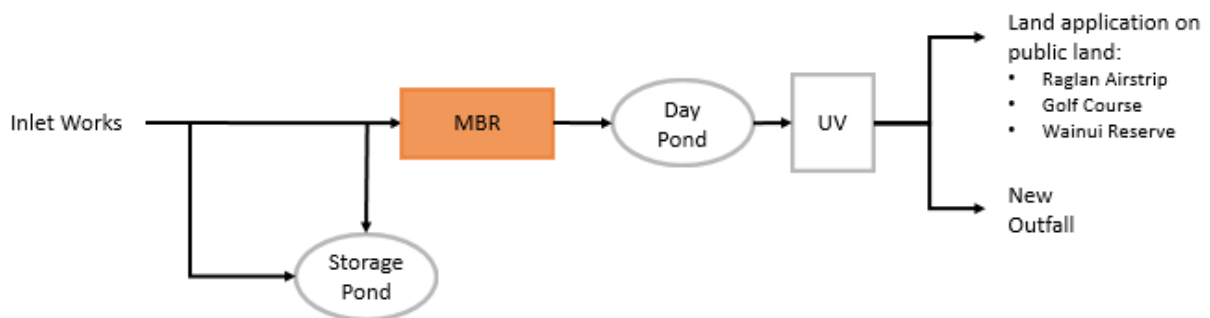 Inlet Works
MBR
Day
Pond
UV
Land application on
public land:
• Raglan Airstrip
• Golf Course
• Wainui Reserve
New
Outfall
Storage
Pond